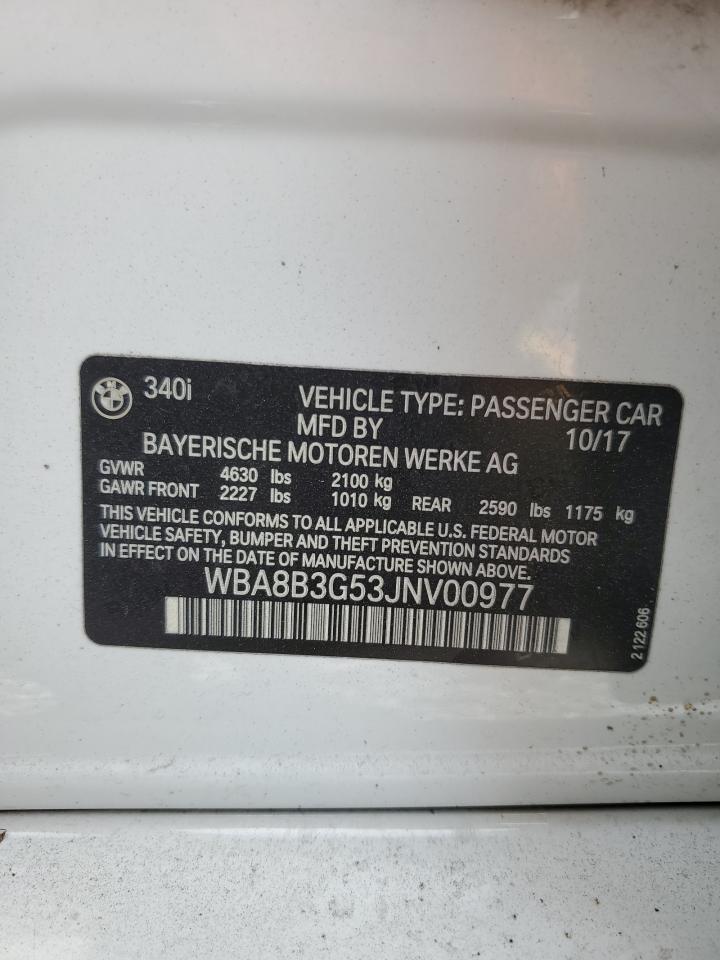 340i
VEHICLE TYPE: PASSENGER CAR
MFD BY 10/17
BAYERISCHE MOTOREN WERKE AG
GVWR 4630 lbs 2100 kg
GAWR FRONT 2227 lbs 1010 kg REAR 2590 lbs 1175 kg
THIS VEHICLE CONFORMS TO ALL APPLICABLE U.S. FEDERAL MOTOR
VEHICLE SAFETY, BUMPER AND THEFT PREVENTION STANDARDS
IN EFFECT ON THE DATE OF MANUFACTURE SHOWN ABOVE.
WBA8B3G53JNV00977
2 122 606